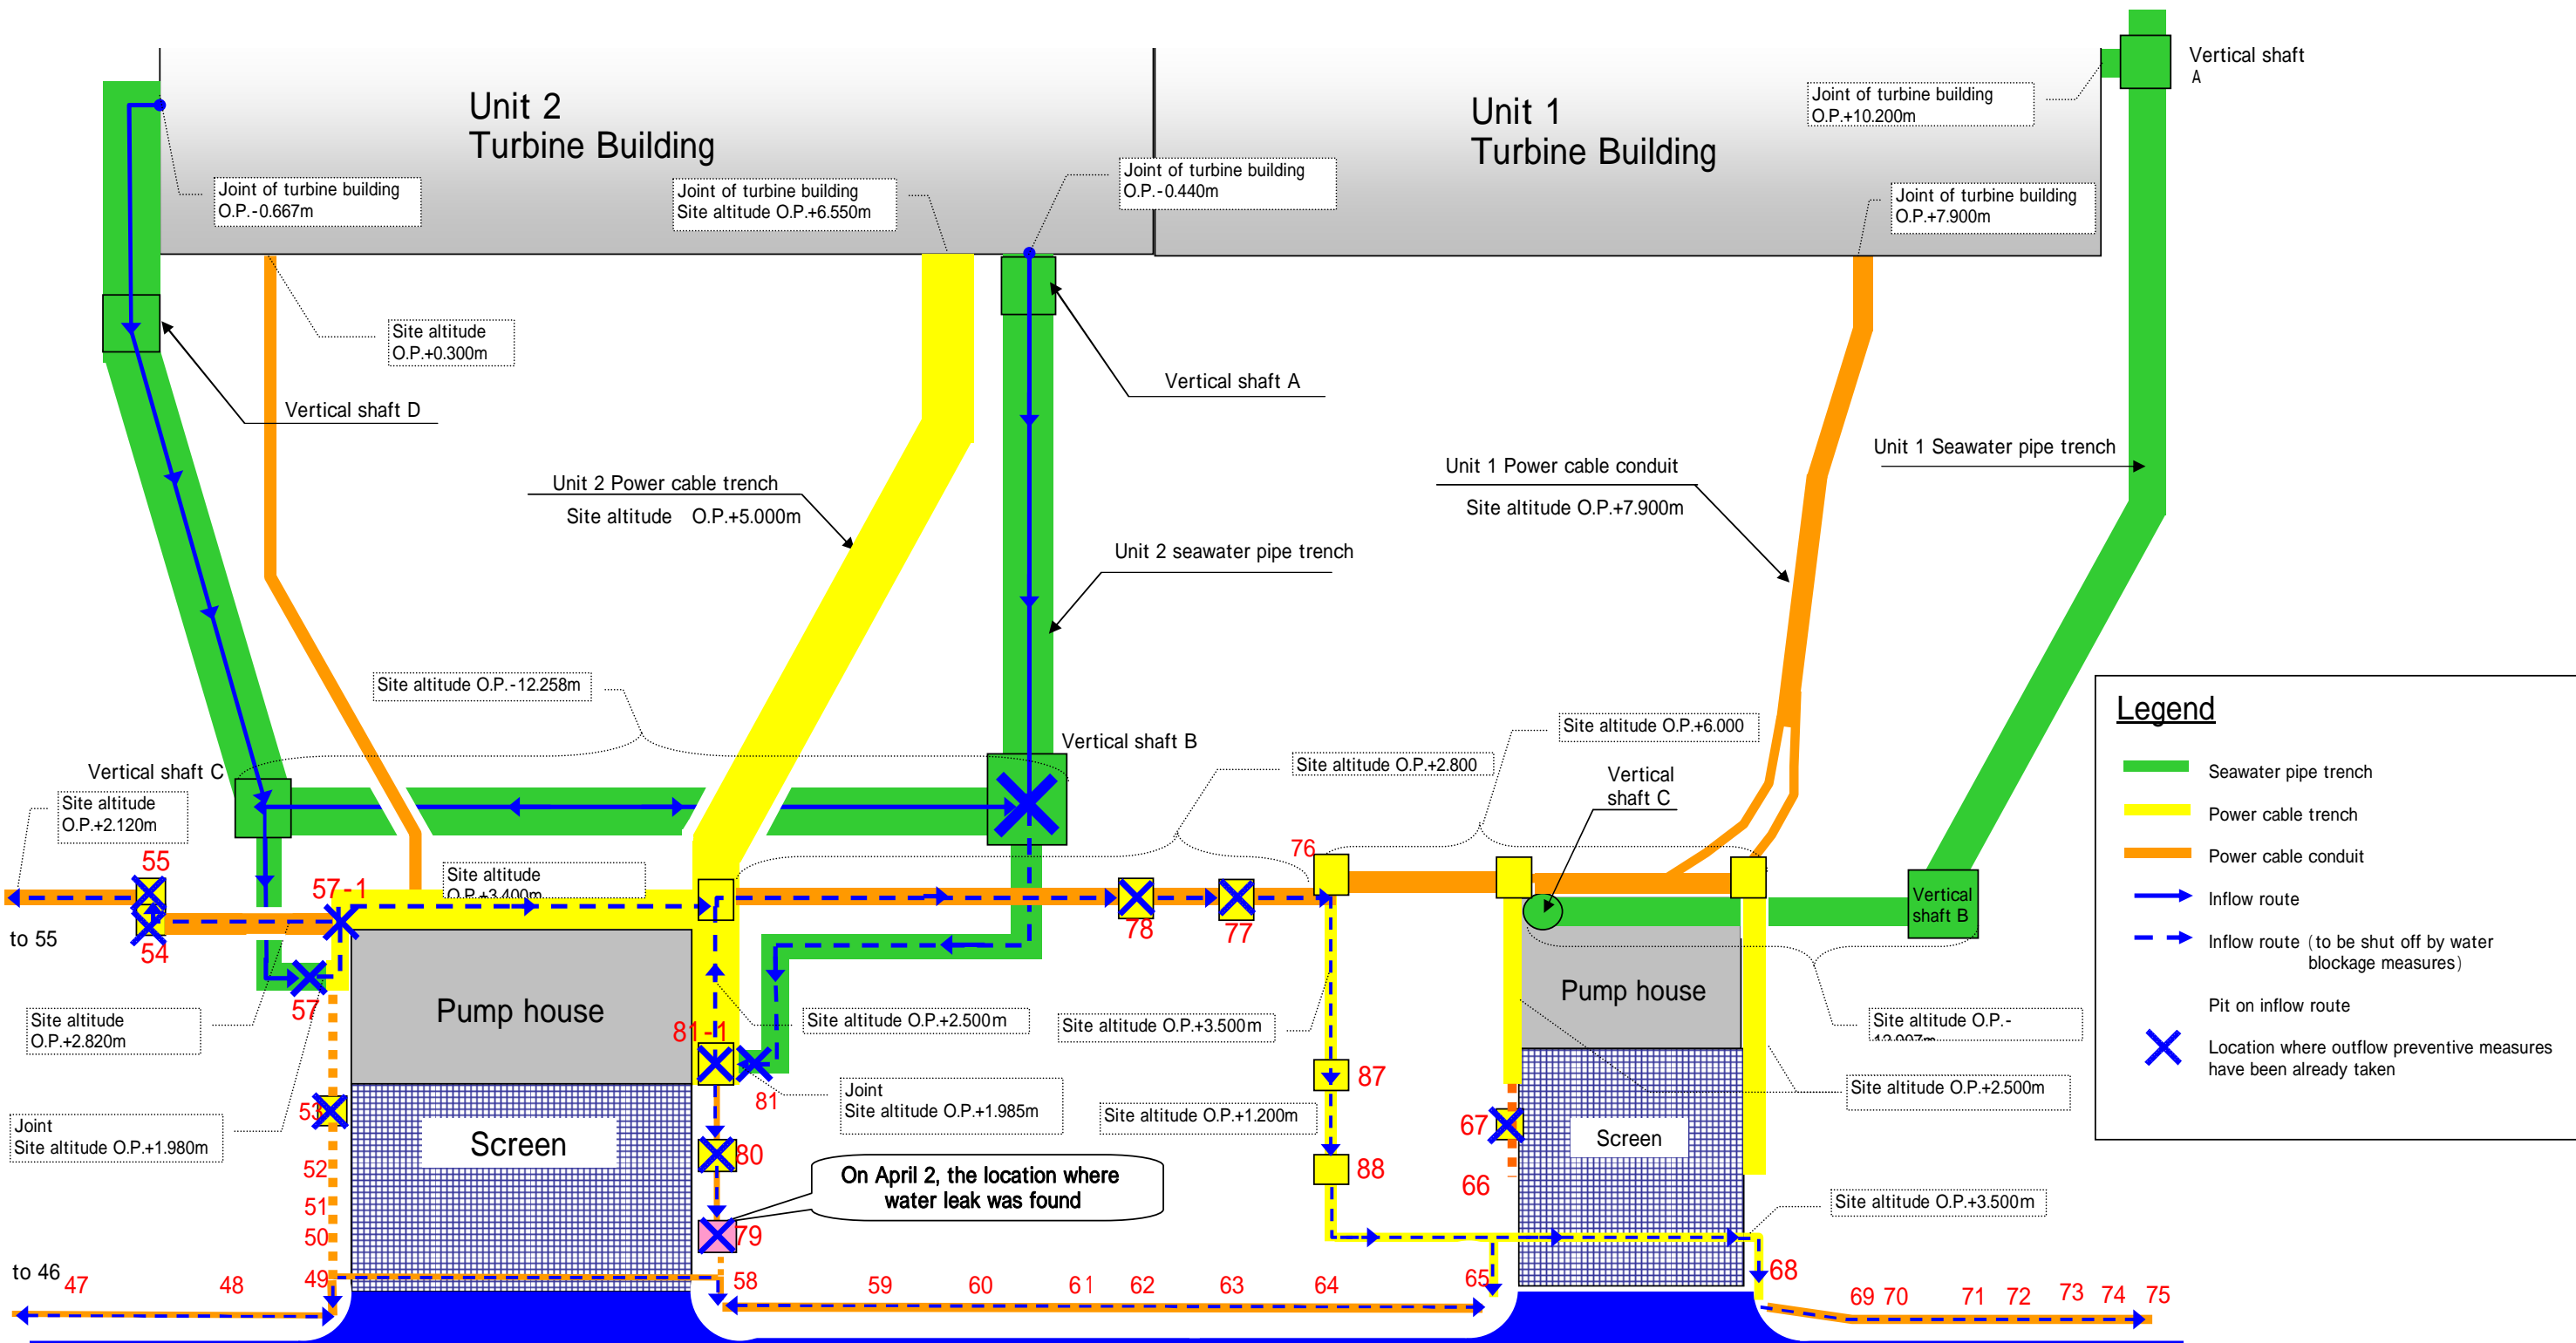 Vertical shaft
A
Unit 2
Turbine Building
Unit 1
Turbine Building
Joint of turbine building
O.P.+10.200m
Joint of turbine building
O.P.-0.667m
Joint of turbine building
Site altitude O.P.+6.550m
Joint of turbine building
O.P.-0.440m
Joint of turbine building
O.P.+7.900m
Site altitude
O.P.+0.300m
Vertical shaft A
Vertical shaft D
Unit 1 Seawater pipe trench
Unit 1 Power cable conduit
Site altitude O.P.+7.900m
Unit 2 Power cable trench
Site altitude O.P.+5.000m
Unit 2 seawater pipe trench
Site altitude O.P.-12.258m
Site altitude O.P.+6.000
Vertical shaft B
Site altitude O.P.+2.800
Vertical shaft C
Vertical
shaft C
Site altitude
O.P.+2.120m
55
76
Site altitude
O.P.+3.400m
57-1
Vertical
shaft B
to 55
54
78
77
57
Pump house
Pump house
Site altitude
O.P.+2.820m
81-1
Site altitude O.P.+2.500m
Site altitude O.P.+3.500m
Site altitude O.P.-
87
81
Joint
Site altitude O.P.+1.985m
Site altitude O.P.+1.200m
Site altitude O.P.+2.500m
53
Joint
Site altitude O.P.+1.980m
67
Screen
Screen
80
52
88
66
On April 2, the location where
water leak was found
51
50
79
Site altitude O.P.+3.500m
to 46
47
48
49
58
59
60
61
62
63
64
65
68
69
70
71
72
73
74
75
Legend
Seawater pipe trench
Power cable trench
Power cable conduit
Inflow route
Inflow route (to be shut off by water
blockage measures)
Pit on inflow route
Location where outflow preventive measures
have been already taken